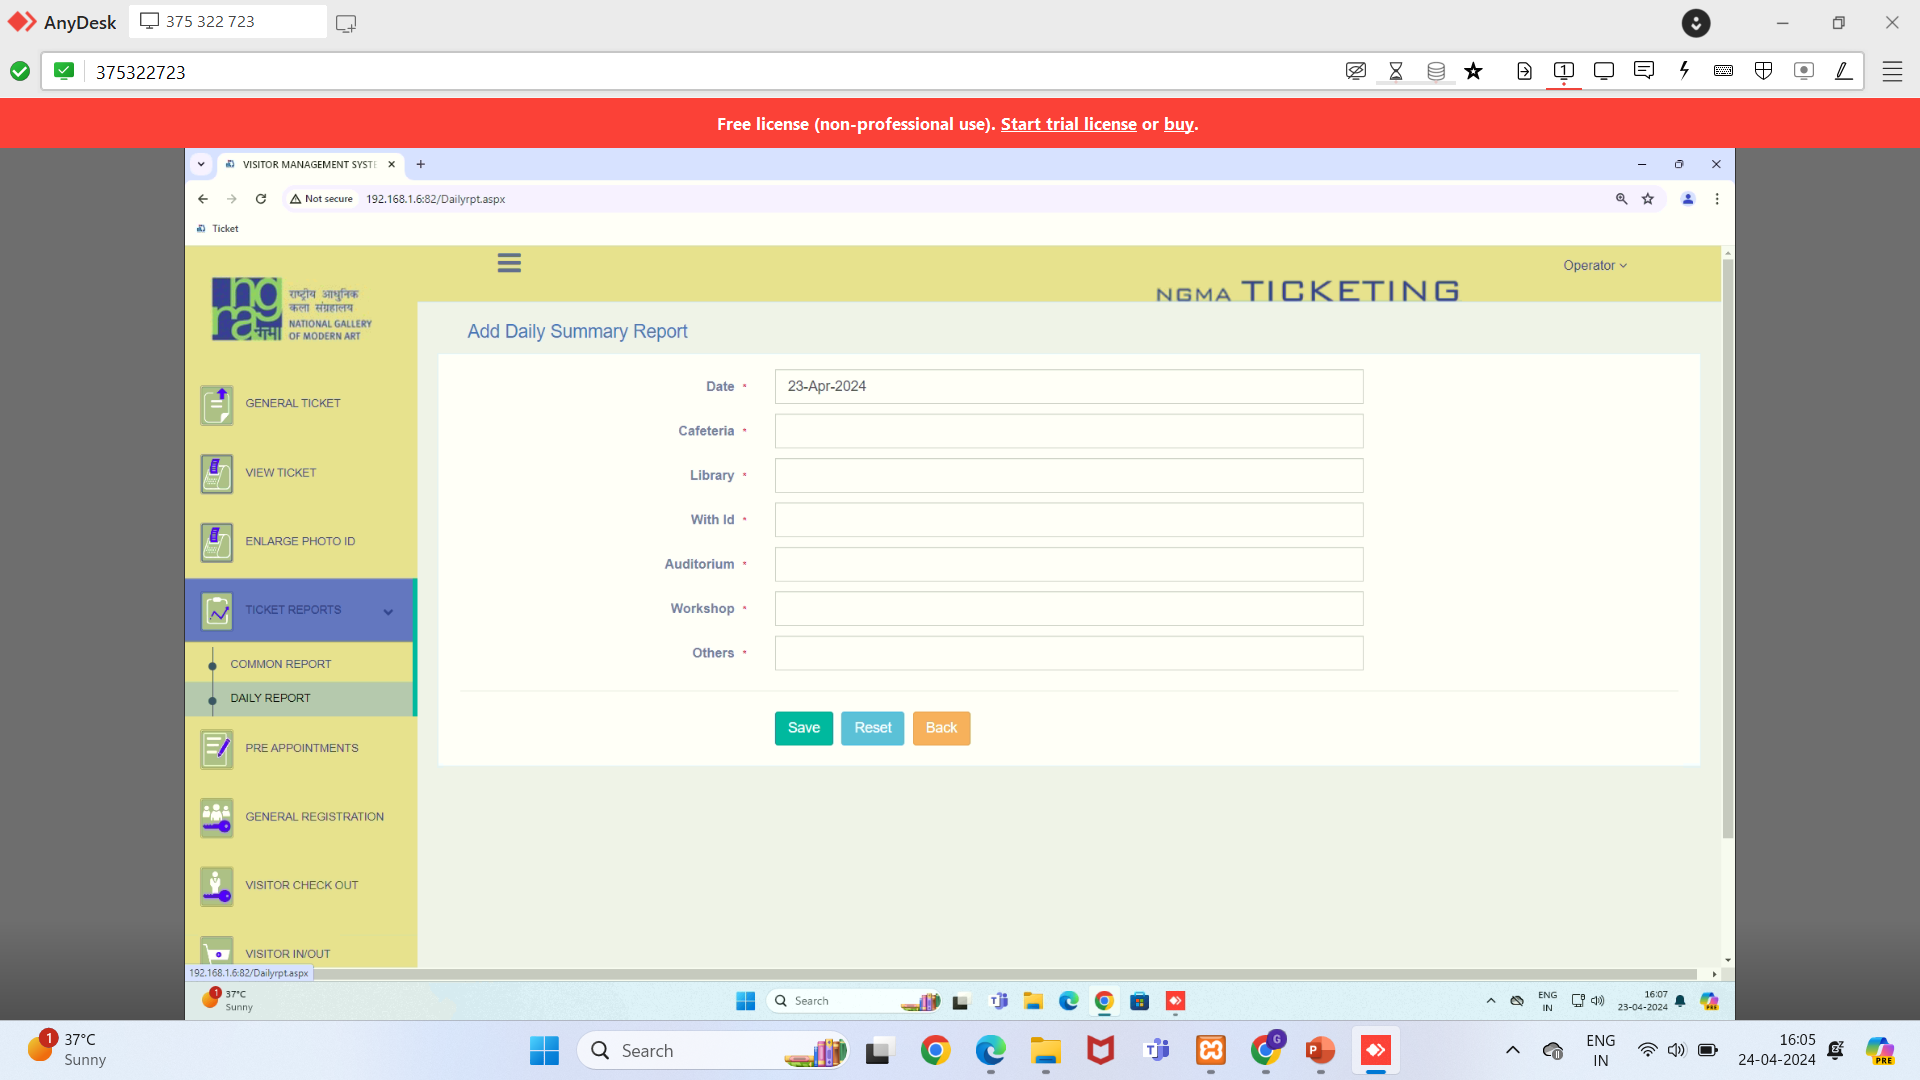 AnyDesk
375 322 723
375322723
Free license (non-professional use). Start trial license or buy.
VISITOR MANAGEMENT SYSTE
Not secure
192.168.1.6:82/Dailyrpt.aspx
Ticket
राष्ट्रीय आधुनिक
कला संग्रहालय
NATIONAL GALLERY
OF MODERN ART
Operator
NGMA TICKETING
Add Daily Summary Report
GENERAL TICKET
VIEW TICKET
ENLARGE PHOTO ID
TICKET REPORTS
COMMON REPORT
DAILY REPORT
PRE APPOINTMENTS
GENERAL REGISTRATION
VISITOR CHECK OUT
VISITOR IN/OUT
Date *
23-Apr-2024
Cafeteria *
Library *
With Id *
Auditorium *
Workshop *
Others *
Save
Reset
Back
192.168.1.6:82/Dailyrpt.aspx
1
37°C
Sunny
Search
ENG
IN
16:07
23-04-2024
1
37°C
Sunny
Search
G
ENG
IN
16:05
24-04-2024
PRE